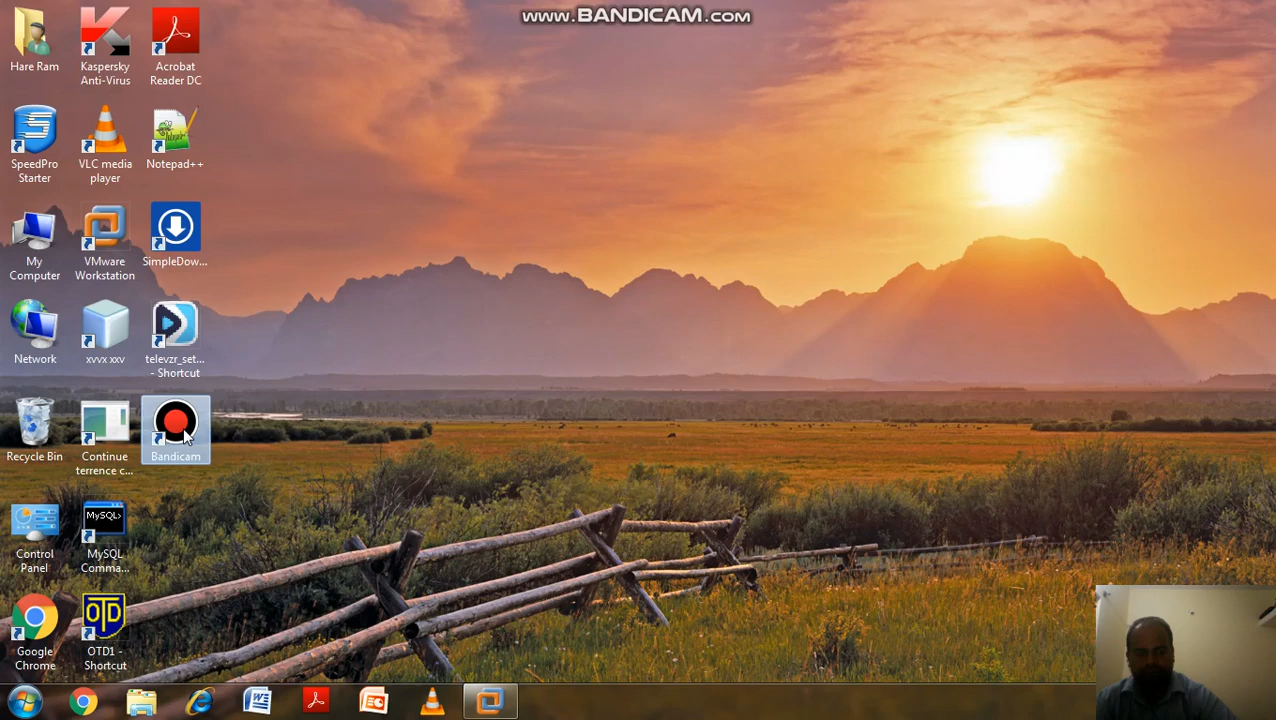 www.BANDICAM.com
Hare Ram
Kaspersky
Anti-Virus
Acrobat
Reader DC
SpeedPro
Starter
VLC media
player
Notepad++
My
Computer
VMware
Workstation
SimpleDow...
Network
xvvx xxv
televzr_set...
- Shortcut
Recycle Bin
Continue
terrence c...
Bandicam
Control
Panel
MySQL>
MySQL
Comma...
Google
Chrome
OTD
OTD1 -
Shortcut